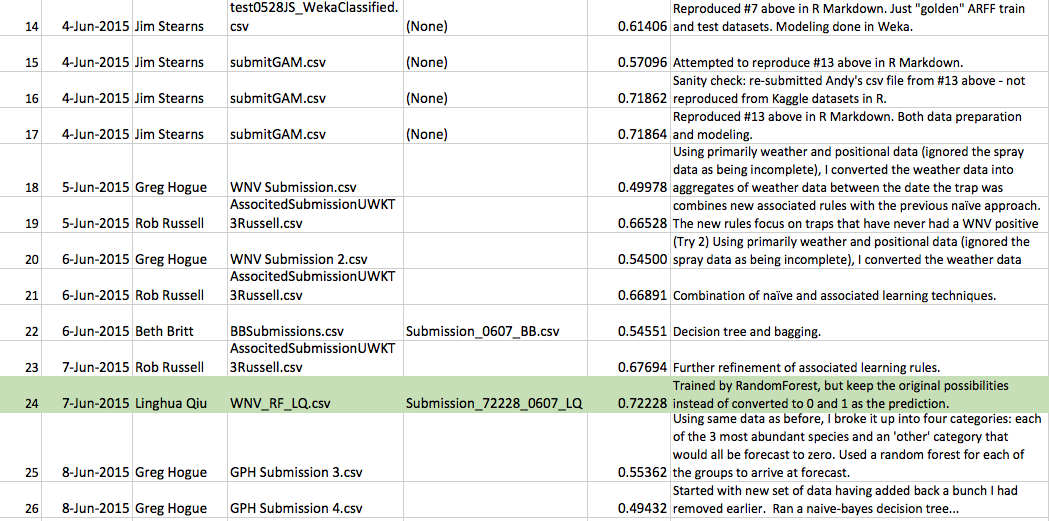 test0528JS_WekaClassified.
csv
14 4-Jun-2015 Jim Stearns (None) 0.61406
Reproduced #7 above in R Markdown. Just "golden" ARFF train
and test datasets. Modeling done in Weka.
15 4-Jun-2015 Jim Stearns submitGAM.csv (None) 0.57096 Attempted to reproduce #13 above in R Markdown.
16 4-Jun-2015 Jim Stearns submitGAM.csv (None) 0.71862
Sanity check: re-submitted Andy's csv file from #13 above - not
reproduced from Kaggle datasets in R.
17 4-Jun-2015 Jim Stearns submitGAM.csv (None) 0.71864
Reproduced #13 above in R Markdown. Both data preparation
and modeling.
18 5-Jun-2015 Greg Hogue WNV Submission.csv 0.49978
Using primarily weather and positional data (ignored the spray
data as being incomplete), I converted the weather data into
aggregates of weather data between the date the trap was
19 5-Jun-2015 Rob Russell
AssocitedSubmissionUWKT
3Russell.csv
0.66528
combines new associated rules with the previous naïve approach.
The new rules focus on traps that have never had a WNV positive
20 6-Jun-2015 Greg Hogue WNV Submission 2.csv 0.54500
(Try 2) Using primarily weather and positional data (ignored the
spray data as being incomplete), I converted the weather data
21 6-Jun-2015 Rob Russell
AssocitedSubmissionUWKT
3Russell.csv
0.66891 Combination of naïve and associated learning techniques.
22 6-Jun-2015 Beth Britt BBSubmissions.csv Submission_0607_BB.csv 0.54551 Decision tree and bagging.
23 7-Jun-2015 Rob Russell
AssocitedSubmissionUWKT
3Russell.csv
0.67694 Further refinement of associated learning rules.
24 7-Jun-2015 Linghua Qiu WNV_RF_LQ.csv Submission_72228_0607_LQ 0.72228
Trained by RandomForest, but keep the original possibilities
instead of converted to 0 and 1 as the prediction.
25 8-Jun-2015 Greg Hogue GPH Submission 3.csv 0.55362
Using same data as before, I broke it up into four categories: each
of the 3 most abundant species and an 'other' category that
would all be forecast to zero. Used a random forest for each of
the groups to arrive at forecast.
26 8-Jun-2015 Greg Hogue GPH Submission 4.csv 0.49432
Started with new set of data having added back a bunch I had
removed earlier. Ran a naive-bayes decision tree...